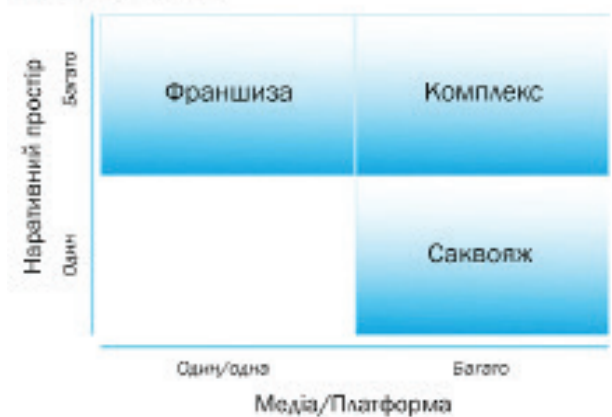 Наративний простір
Багато
Один
Франшиза
Комплекс
Саквояж
Один/одна
Багато
Медіа/Платформа